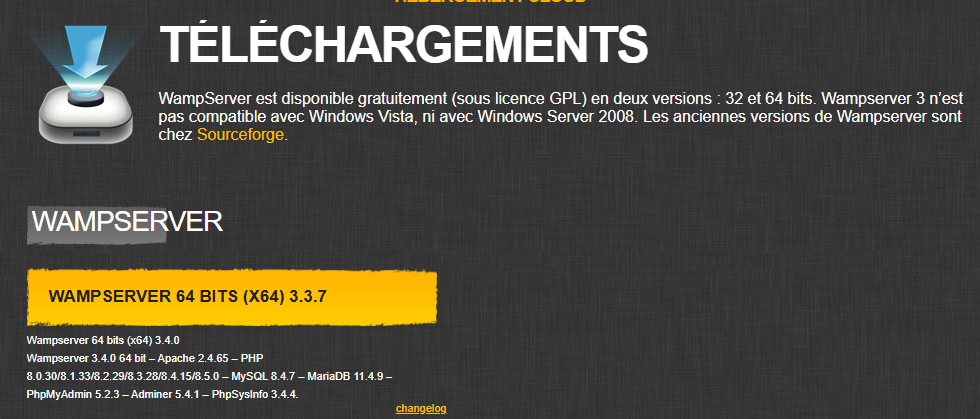 HÉBERGEMENT CLOUD
TÉLÉCHARGEMENTS
WampServer est disponible gratuitement (sous licence GPL) en deux versions : 32 et 64 bits. Wampserver 3 n'est
pas compatible avec Windows Vista, ni avec Windows Server 2008. Les anciennes versions de Wampserver sont
chez Sourceforge.
WAMPSERVER
WAMPSERVER 64 BITS (X64) 3.3.7
Wampserver 64 bits (x64) 3.4.0
Wampserver 3.4.0 64 bit – Apache 2.4.65 – PHP
8.0.30/8.1.33/8.2.29/8.3.28/8.4.15/8.5.0 – MySQL 8.4.7 – MariaDB 11.4.9 –
PhpMyAdmin 5.2.3 – Adminer 5.4.1 – PhpSysInfo 3.4.4.
changelog